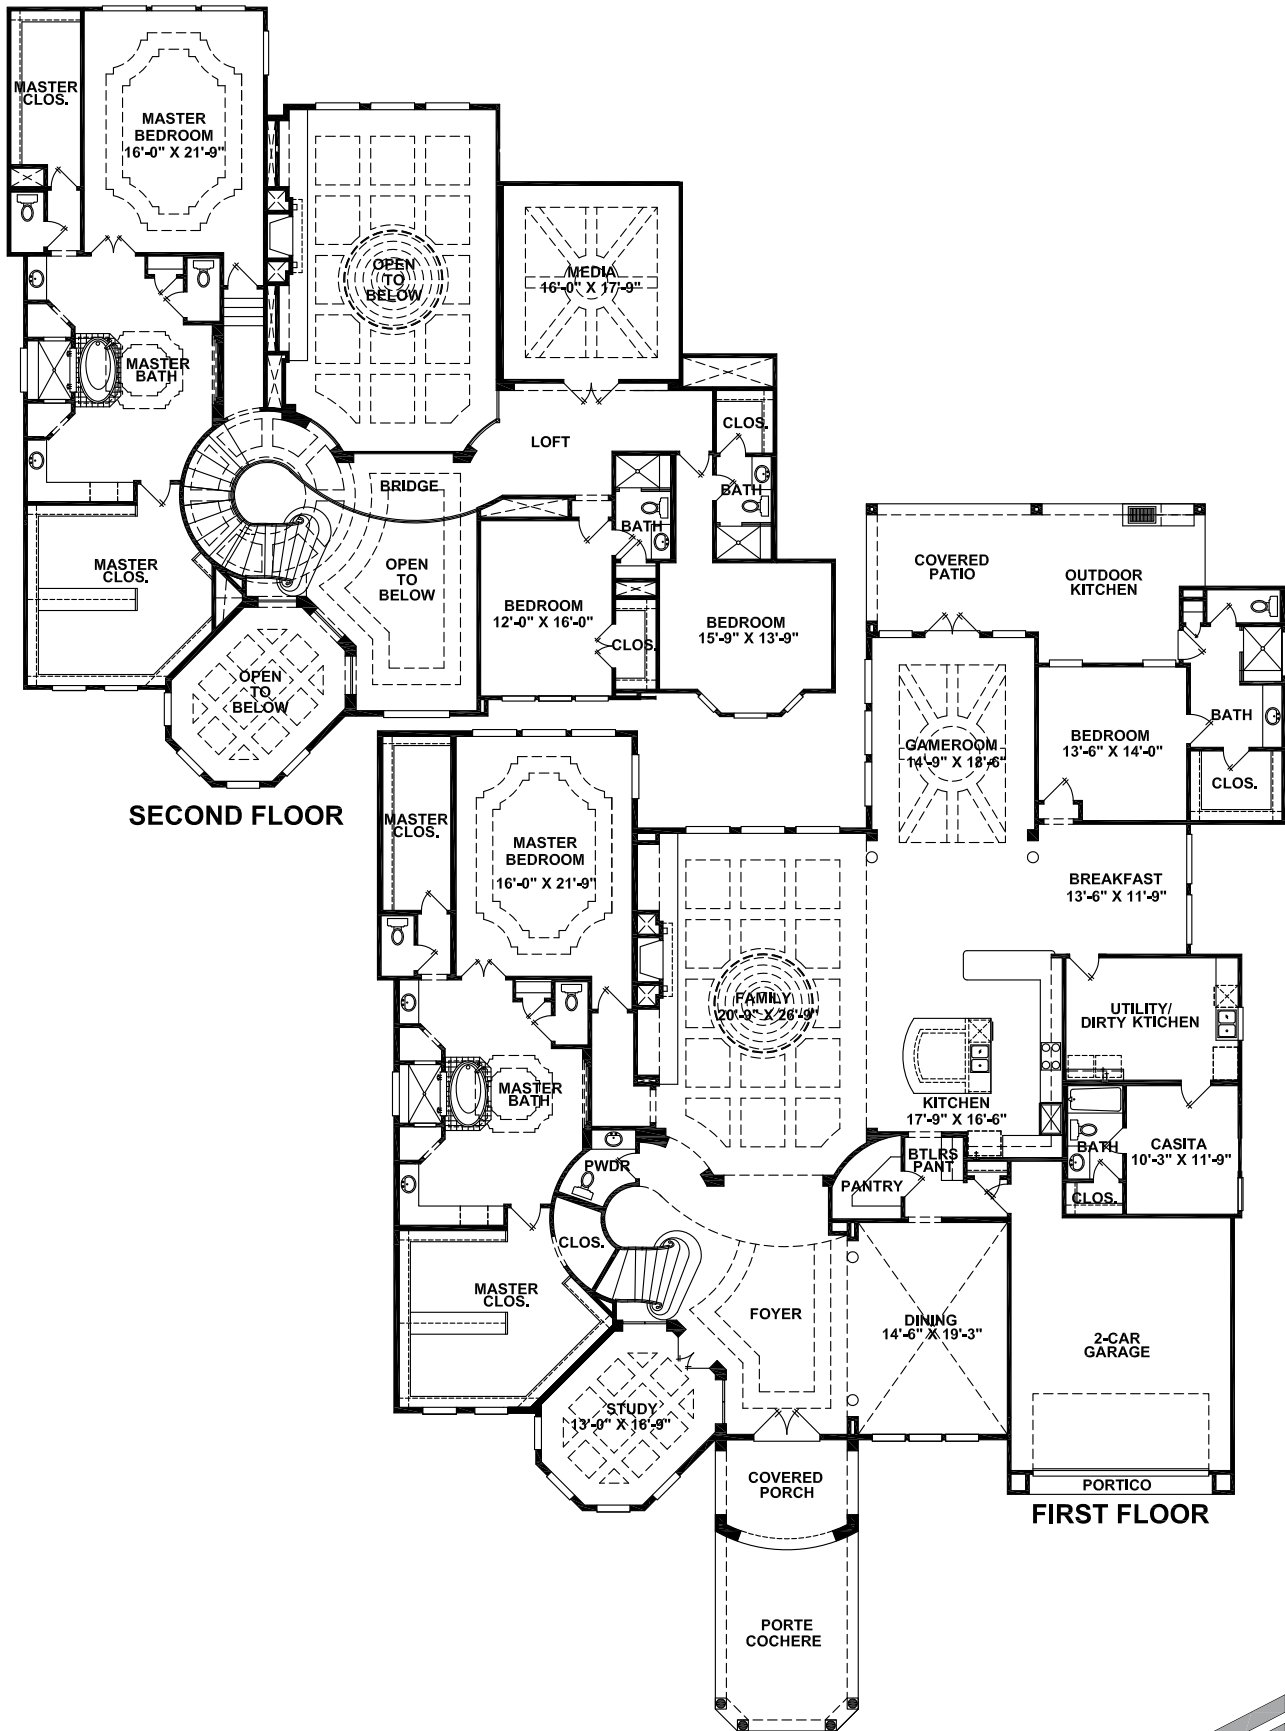 MASTER
CLOS.
MASTER
BEDROOM
16'-0" X 21'-9"
OPEN
TO
BELOW
MEDIA
16'-0" X 17'-9"
MASTER
BATH
LOFT
CLOS.
BATH
BRIDGE
BATH
MASTER
CLOS.
OPEN
TO
BELOW
BEDROOM
12'-0" X 16'-0"
CLOS.
BEDROOM
15'-9" X 13'-9"
OPEN
TO
BELOW
SECOND FLOOR
COVERED
PATIO
OUTDOOR
KITCHEN
GAMEROOM
14'-9" X 18'-6"
BEDROOM
13'-6" X 14'-0"
BATH
CLOS.
MASTER
CLOS.
MASTER
BEDROOM
16'-0" X 21'-9"
BREAKFAST
13'-6" X 11'-9"
FAMILY
20'-9" X 26'-9"
UTILITY/
DIRTY KTICHEN
MASTER
BATH
KITCHEN
17'-9" X 16'-6"
PWDR
PANTRY
BTLRS
PANT
BATH
CASITA
10'-3" X 11'-9"
CLOS.
CLOS.
MASTER
CLOS.
FOYER
DINING
14'-6" X 19'-3"
2-CAR
GARAGE
STUDY
13'-0" X 16'-9"
COVERED
PORCH
PORTICO
FIRST FLOOR
PORTE
COCHERE